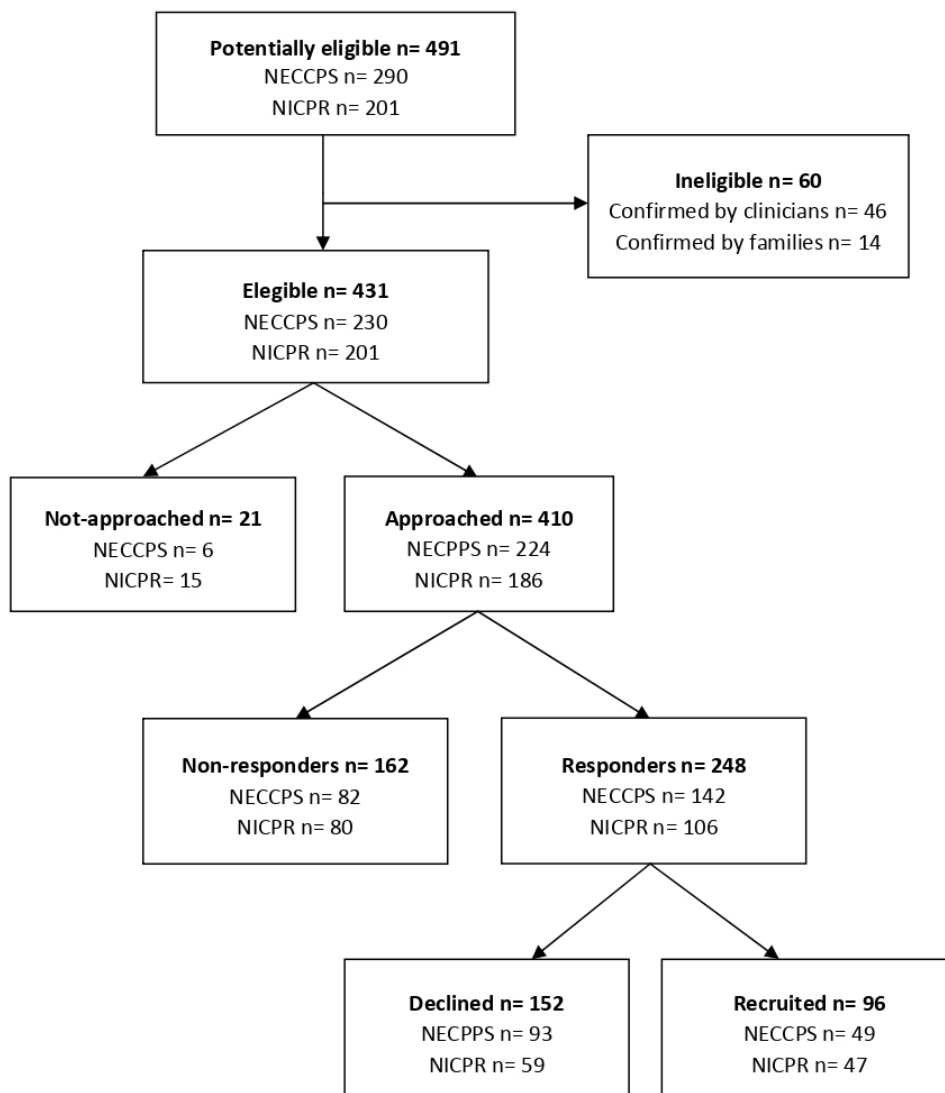 Potentially eligible n= 491
NECCPS n= 290
NICPR n= 201
Ineligible n= 60
Confirmed by clinicians n= 46
Confirmed by families n= 14
Elegible n= 431
NECCPS n= 230
NICPR n= 201
Not-approached n= 21
NECCPS n= 6
NICPR= 15
Approached n= 410
NECPPS n= 224
NICPR n= 186
Non-responders n= 162
NECCPS n= 82
NICPR n= 80
Responders n= 248
NECCPS n= 142
NICPR n= 106
Declined n= 152
NECPPS n= 93
NICPR n= 59
Recruited n= 96
NECCPS n= 49
NICPR n= 47